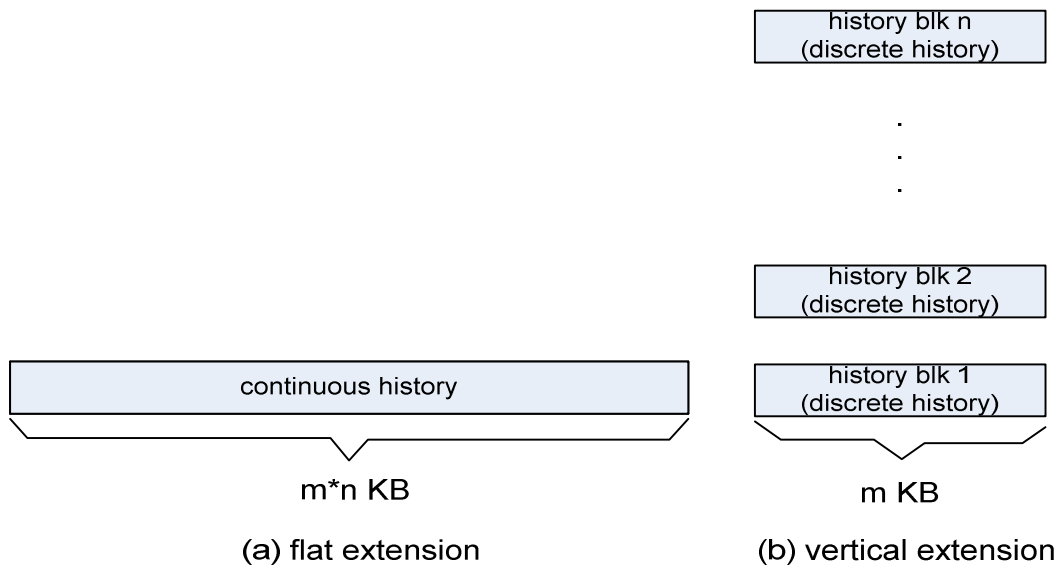 history blk n
(discrete history)
.
.
.
history blk 2
(discrete history)
continuous history
history blk 1
(discrete history)
m*n KB
m KB
(a) flat extension
(b) vertical extension